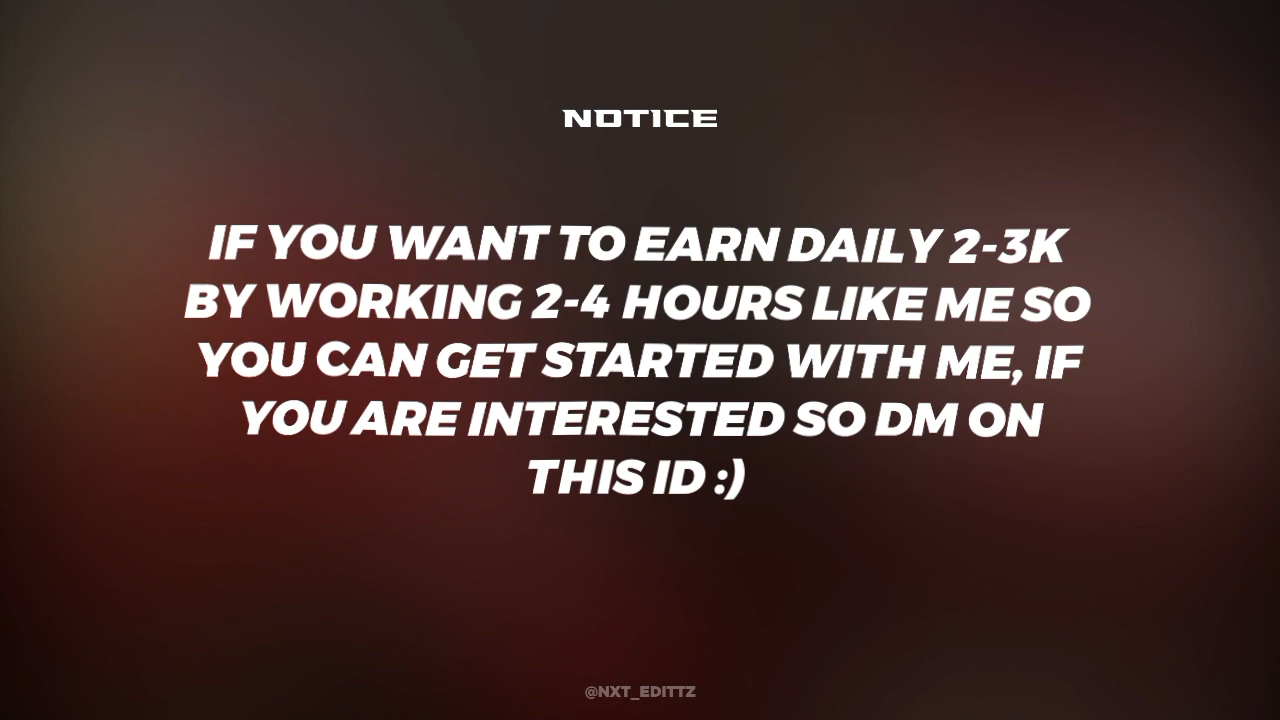 NOTICE
IF YOU WANT TO EARN DAILY 2-3K
BY WORKING 2-4 HOURS LIKE ME SO
YOU CAN GET STARTED WITH ME, IF
YOU ARE INTERESTED SO DM ON
THIS ID :)
@NXT_EDITTZ